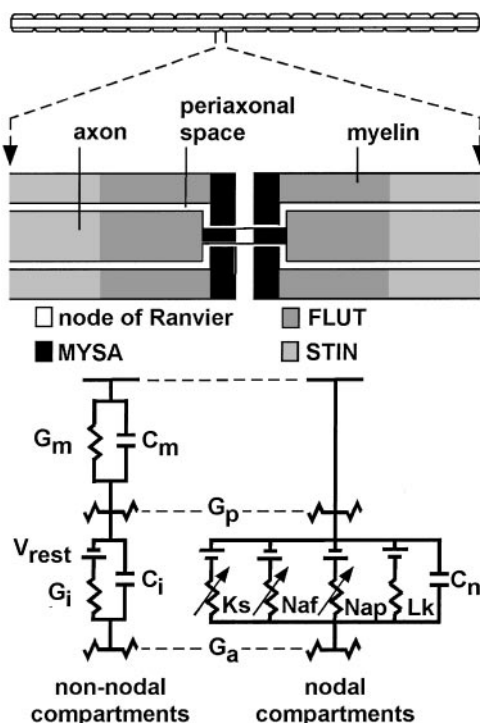 periaxonal
space
axon
myelin
node of Ranvier
FLUT
MYSA
STIN
Gm
Cm
Gp
Vrest
Gi
Ci
Ks
Naf
Nap
Lk
Cn
Ga
non-nodal
compartments
nodal
compartments